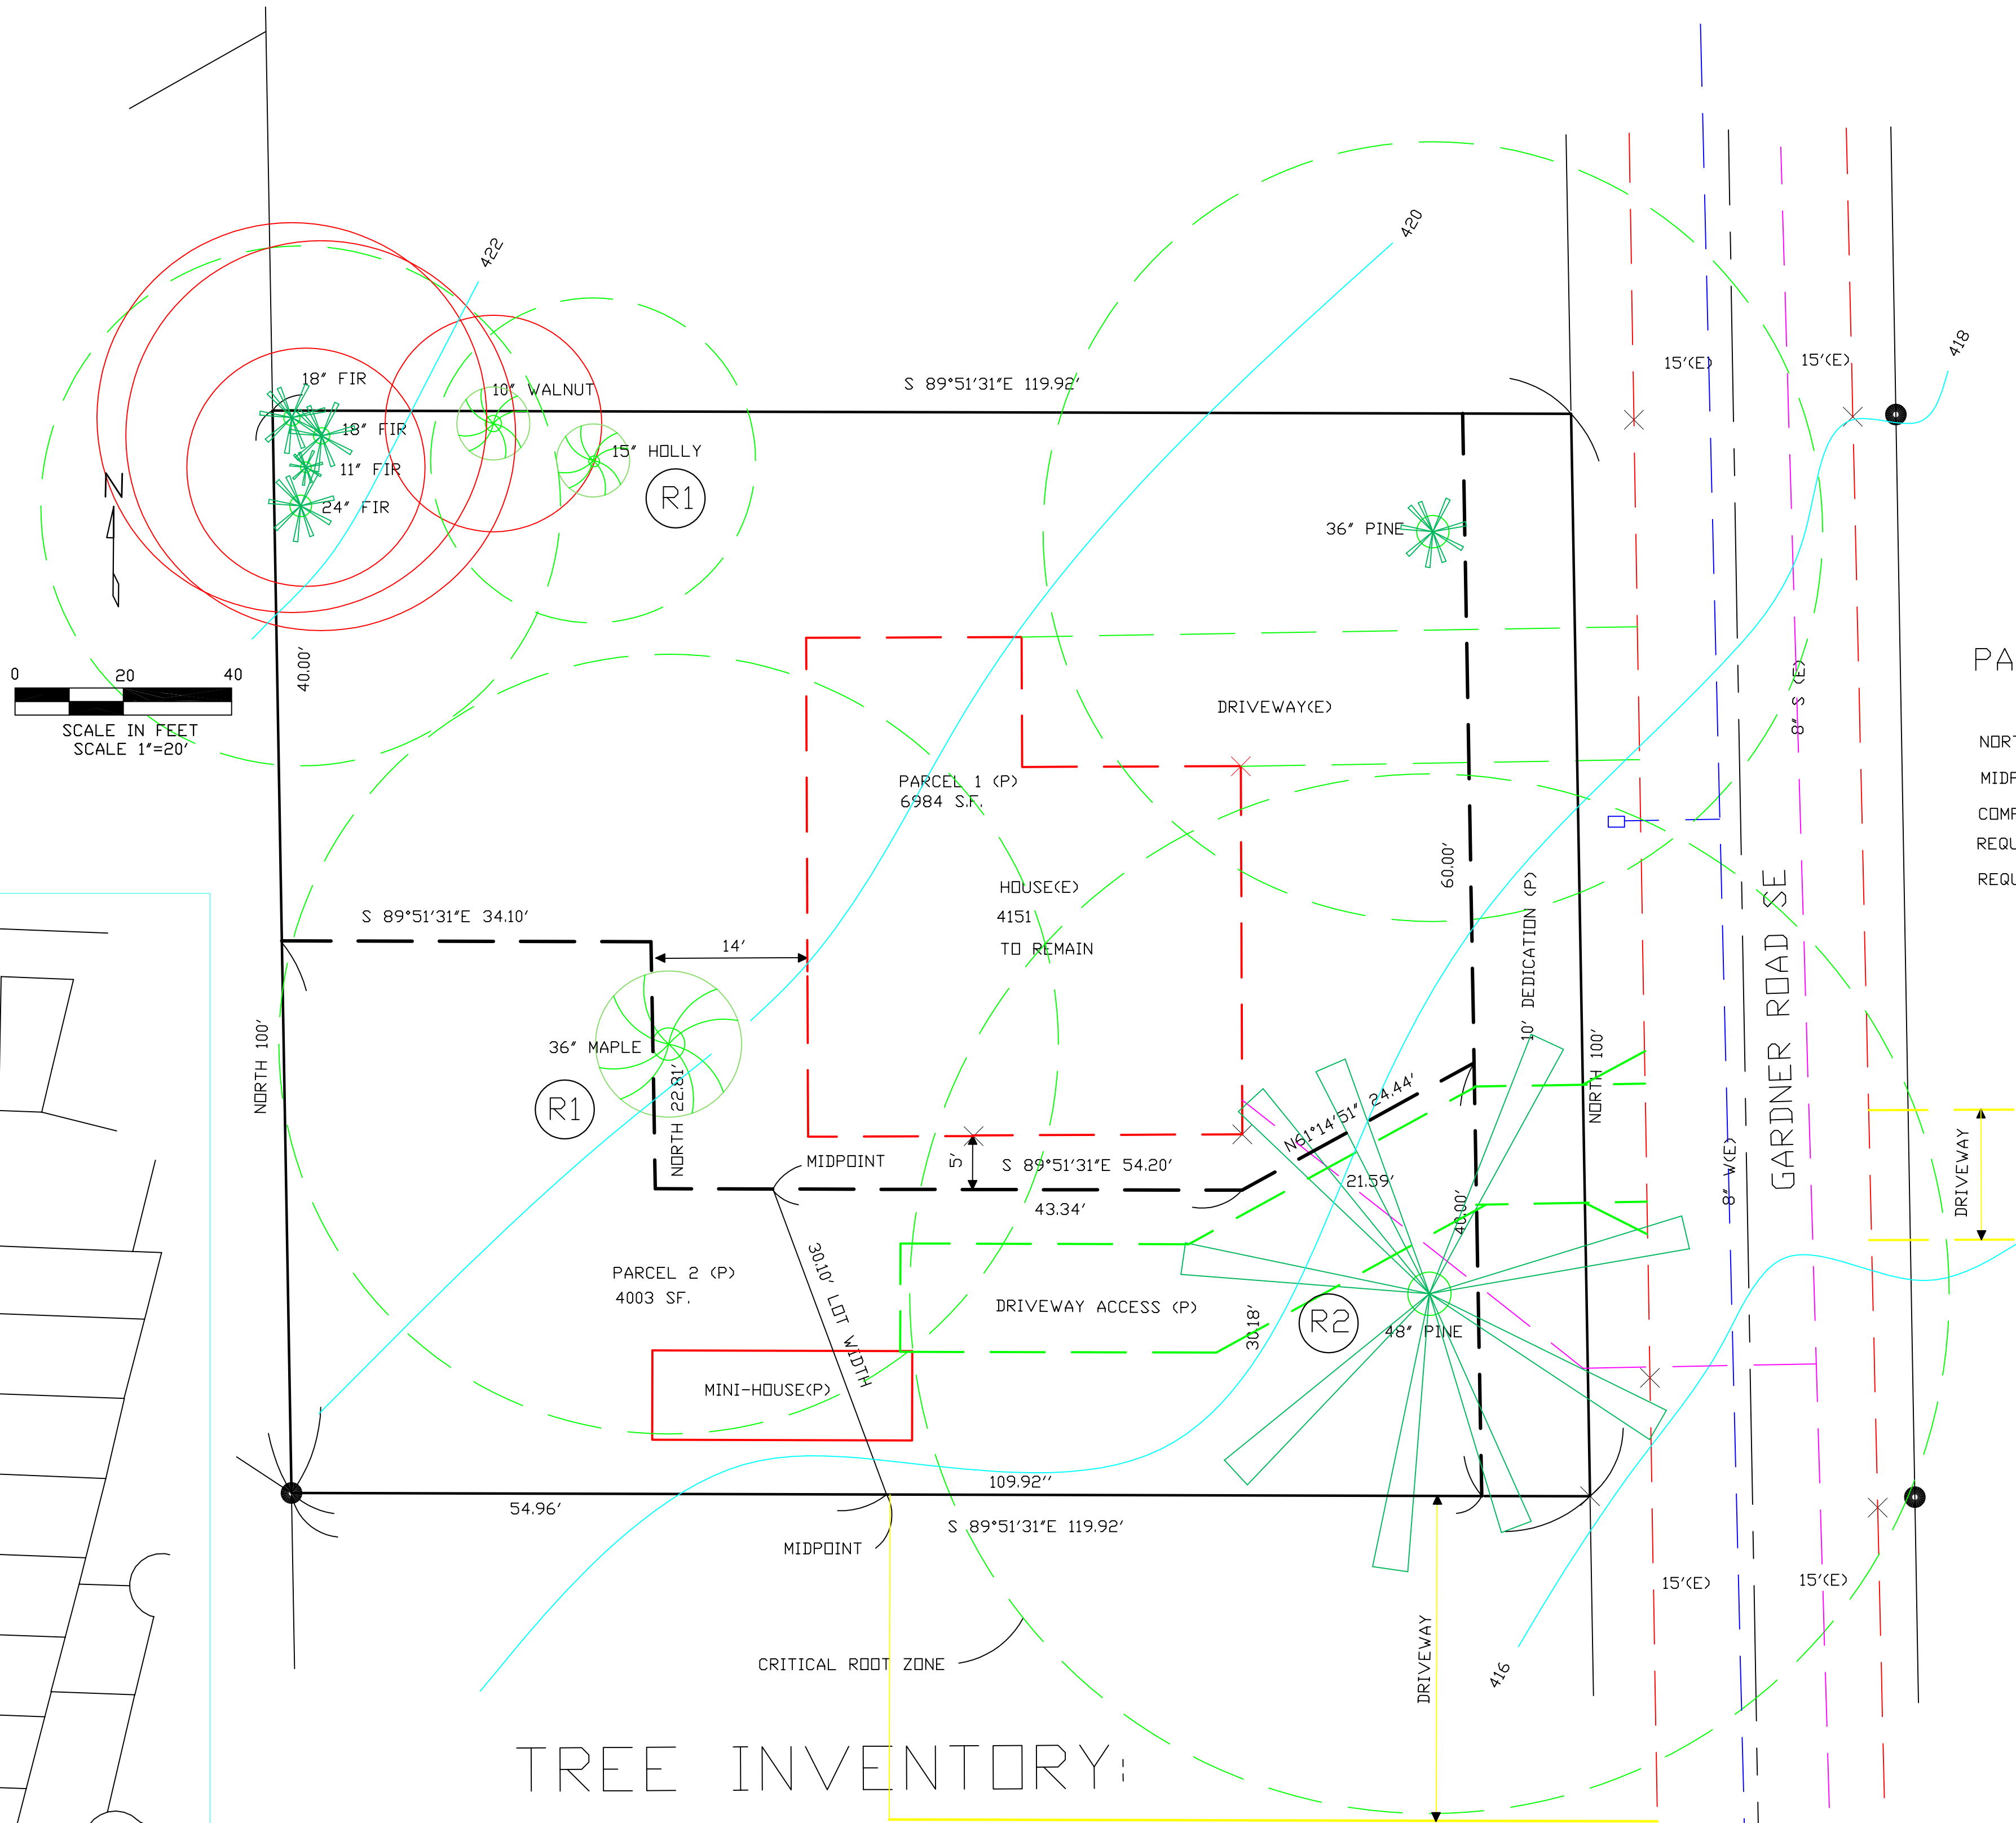 422
420
418
18" FIR
18" FIR
11" FIR
24" FIR
10" WALNUT
15" HOLLY
R1
S 89°51'31"E 119.92'
15'(E)
15'(E)
36" PINE
N
0 20 40
SCALE IN FEET
SCALE 1"=20'
40.00'
DRIVEWAY(E)
8" S (E)
PARCEL 1 (P)
6984 S.F.
HOUSE(E)
4151
TO REMAIN
60.00'
10' DEDICATION (P)
GARDNER ROAD SE
S 89°51'31"E 34.10'
14'
NORTH 100'
36" MAPLE
R1
NORTH 22.81'
MIDPOINT
5'
S 89°51'31"E 54.20'
43.34'
N61°14'51" 24.44'
21.59'
40.00'
NORTH 100'
8" W(E)
DRIVEWAY
PARCEL 2 (P)
4003 SF.
30.10' LOT WIDTH
DRIVEWAY ACCESS (P)
30.18'
R2
48" PINE
MINI-HOUSE(P)
109.92''
54.96'
S 89°51'31"E 119.92'
MIDPOINT
15'(E)
15'(E)
CRITICAL ROOT ZONE
DRIVEWAY
416
TREE INVENTORY:
PA
NORT
MIDP
COMP
REQU
REQU